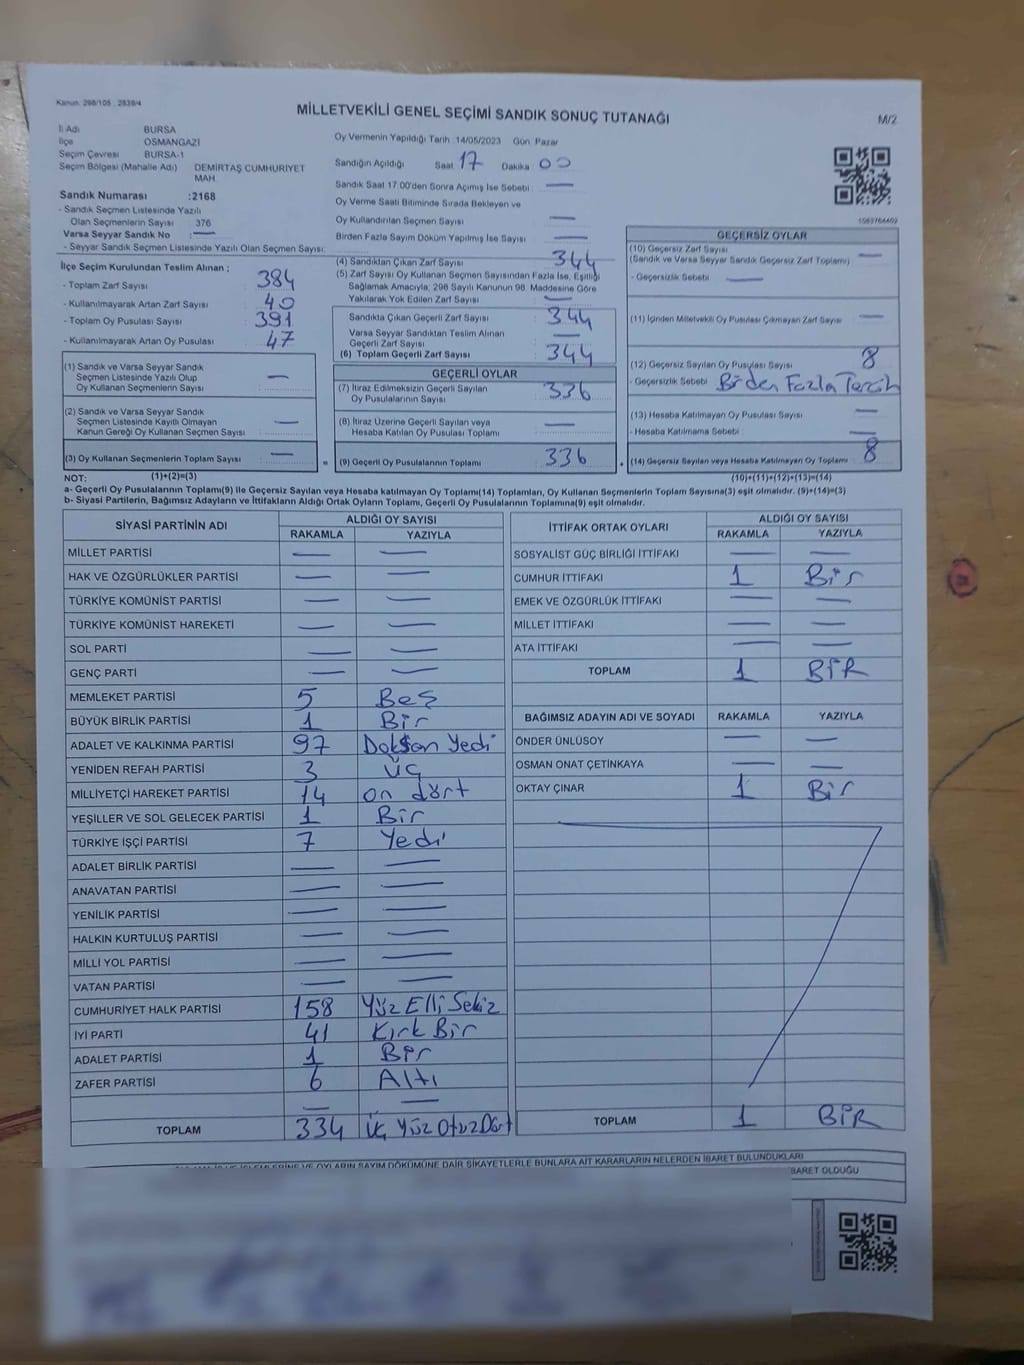 Kanun. 298/105 , 2839/4
MİLLETVEKİLİ GENEL SEÇİMİ SANDIK SONUÇ TUTANAĞI
M/2
İl Adı BURSA
İlçe OSMANGAZİ
Seçim Çevresi BURSA-1
Seçim Bölgesi (Mahalle Adı) DEMİRTAŞ CUMHURİYET MAH.
Sandık Numarası :2168
- Sandık Seçmen Listesinde Yazılı
Olan Seçmenlerin Sayısı 376
Varsa Seyyar Sandık No : —
- Seyyar Sandık Seçmen Listesinde Yazılı Olan Seçmen Sayısı:
Oy Vermenin Yapıldığı Tarih 14/05/2023 Gün Pazar
Sandığın Açıldığı Saat 17 Dakika 00
Sandık Saat 17.00'den Sonra Açımış İse Sebebi : —
Oy Verme Saati Bitiminde Sırada Bekleyen ve
Oy Kullandırılan Seçmen Sayısı —
Birden Fazla Sayım Döküm Yapılmış İse Sayısı —
İlçe Seçim Kurulundan Teslim Alınan ;
- Toplam Zarf Sayısı : 384
- Kullanılmayarak Artan Zarf Sayısı : 40
- Toplam Oy Pusulası Sayısı : 391
- Kullanılmayarak Artan Oy Pusulası : 47
(1) Sandık ve Varsa Seyyar Sandık
Seçmen Listesinde Yazılı Olup
Oy Kullanan Seçmenlerin Sayısı —
(2) Sandık ve Varsa Seyyar Sandık
Seçmen Listesinde Kayıtlı Olmayan
Kanun Gereği Oy Kullanan Seçmen Sayısı —
(3) Oy Kullanan Seçmenlerin Toplam Sayısı —
(4) Sandıktan Çıkan Zarf Sayısı 344
(5) Zarf Sayısı Oy Kullanan Seçmen Sayısından Fazla İse, Eşitliği
Sağlamak Amacıyla; 298 Sayılı Kanunun 98. Maddesine Göre
Yakılarak Yok Edilen Zarf Sayısı —
Sandıkta Çıkan Geçerli Zarf Sayısı : 344
Varsa Seyyar Sandıktan Teslim Alınan
Geçerli Zarf Sayısı —
(6) Toplam Geçerli Zarf Sayısı : 344
GEÇERLİ OYLAR
(7) İtiraz Edilmeksizin Geçerli Sayılan
Oy Pusulalarının Sayısı : 336
(8) İtiraz Üzerine Geçerli Sayılan veya
Hesaba Katılan Oy Pusulası Toplamı —
= (9) Geçerli Oy Pusulalarının Toplamı : 336
GEÇERSİZ OYLAR
(10) Geçersiz Zarf Sayısı
(Sandık ve Varsa Seyyar Sandık Geçersiz Zarf Toplamı) —
- Geçersizlik Sebebi : —
(11) İçinden Milletvekili Oy Pusulası Çıkmayan Zarf Sayısı —
(12) Geçersiz Sayılan Oy Pusulası Sayısı 8
- Geçersizlik Sebebi Birden Fazla Tercih
(13) Hesaba Katılmayan Oy Pusulası Sayısı —
- Hesaba Katılmama Sebebi : —
+ (14) Geçersiz Sayılan veya Hesaba Katılmayan Oy Toplamı : 8
NOT: (1)+(2)=(3) (10)+(11)+(12)+(13)=(14)
a- Geçerli Oy Pusulalarının Toplamı(9) ile Geçersiz Sayılan veya Hesaba katılmayan Oy Toplamı(14) Toplamları, Oy Kullanan Seçmenlerin Toplam Sayısına(3) eşit olmalıdır. (9)+(14)=(3)
b- Siyasi Partilerin, Bağımsız Adayların ve İttifakların Aldığı Ortak Oyların Toplamı, Geçerli Oy Pusulalarının Toplamına(9) eşit olmalıdır.
SİYASİ PARTİNİN ADI ALDIĞI OY SAYISI
RAKAMLA YAZIYLA
MİLLET PARTİSİ — —
HAK VE ÖZGÜRLÜKLER PARTİSİ — —
TÜRKİYE KOMÜNİST PARTİSİ — —
TÜRKİYE KOMÜNİST HAREKETİ — —
SOL PARTİ — —
GENÇ PARTİ — —
MEMLEKET PARTİSİ 5 Beş
BÜYÜK BİRLİK PARTİSİ 1 Bir
ADALET VE KALKINMA PARTİSİ 97 Doksan Yedi
YENİDEN REFAH PARTİSİ 3 Üç
MİLLİYETÇİ HAREKET PARTİSİ 14 on dört
YEŞİLLER VE SOL GELECEK PARTİSİ 1 Bir
TÜRKİYE İŞÇİ PARTİSİ 7 Yedi
ADALET BİRLİK PARTİSİ — —
ANAVATAN PARTİSİ — —
YENİLİK PARTİSİ — —
HALKIN KURTULUŞ PARTİSİ — —
MİLLİ YOL PARTİSİ — —
VATAN PARTİSİ — —
CUMHURİYET HALK PARTİSİ 158 Yüz Elli Sekiz
İYİ PARTİ 41 Kırk Bir
ADALET PARTİSİ 1 Bir
ZAFER PARTİSİ 6 Altı
— —
TOPLAM 334 Üç Yüz Otuz Dört
İTTİFAK ORTAK OYLARI ALDIĞI OY SAYISI
RAKAMLA YAZIYLA
SOSYALİST GÜÇ BİRLİĞİ İTTİFAKI — —
CUMHUR İTTİFAKI 1 Bir
EMEK VE ÖZGÜRLÜK İTTİFAKI — —
MİLLET İTTİFAKI — —
ATA İTTİFAKI — —
TOPLAM 1 BİR
BAĞIMSIZ ADAYIN ADI VE SOYADI RAKAMLA YAZIYLA
ÖNDER ÜNLÜSOY — —
OSMAN ONAT ÇETİNKAYA — —
OKTAY ÇINAR 1 Bir
TOPLAM 1 BİR
OYLARIN SAYIM DÖKÜMÜNE DAİR ŞİKAYETLERLE BUNLARA AİT KARARLARIN NELERDEN İBARET BULUNDUKLARI